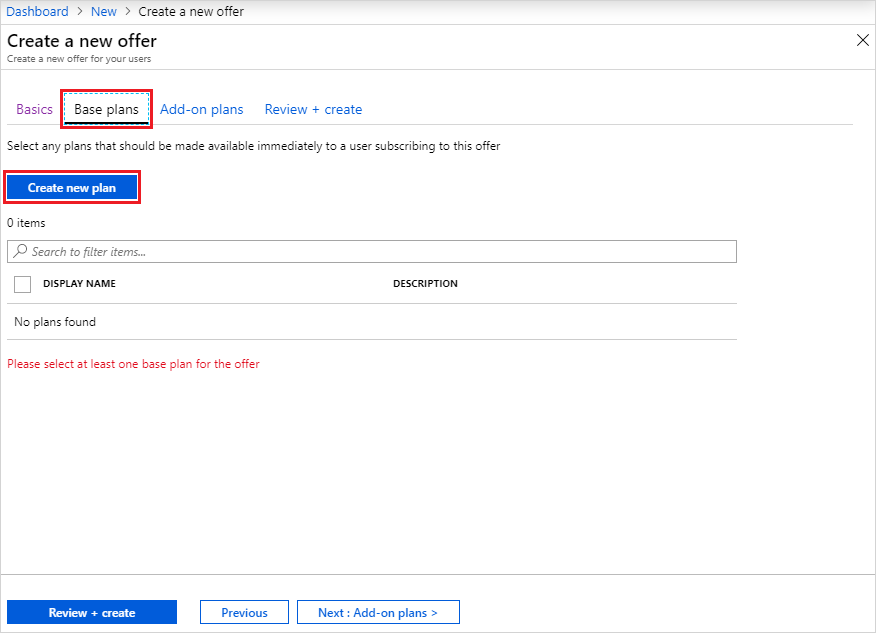 Dashboard > New > Create a new offer
Create a new offer
Create a new offer for your users
Basics Base plans Add-on plans Review + create
Select any plans that should be made available immediately to a user subscribing to this offer
Create new plan
0 items
Search to filter items...
DISPLAY NAME DESCRIPTION
No plans found
Please select at least one base plan for the offer
Review + create Previous Next : Add-on plans >